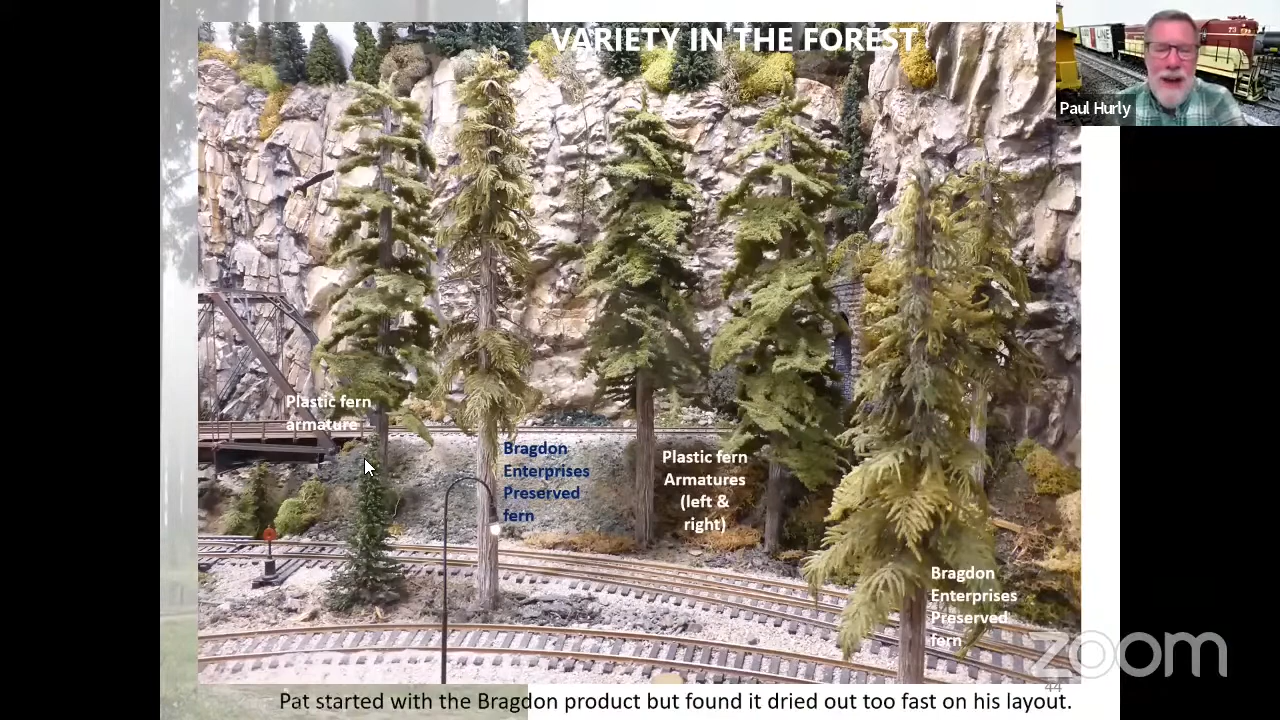 VARIETY IN THE FOREST
Paul Hurly
Plastic fern
armature
Bragdon
Enterprises
Preserved
fern
Plastic fern
Armatures
(left &
right)
Bragdon
Enterprises
Preserved
fern
zoom
44
Pat started with the Bragdon product but found it dried out too fast on his layout.